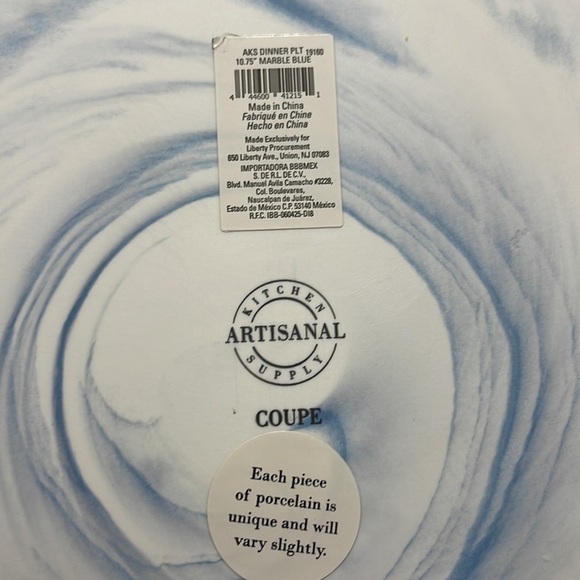 AKS DINNER PLT 19160
10.75" MARBLE BLUE
4 44600 41215 1
Made in China
Fabriqué en Chine
Hecho en China
Made Exclusively for
Liberty Procurement
650 Liberty Ave., Union, NJ 07083
IMPORTADORA BBBMEX
S. DE R.L. DE C.V.,
Blvd. Manuel Avila Camacho #3228,
Col. Boulevares,
Naucalpan de Juárez,
Estado de México C.P. 53140 México
R.F.C. IBB-060425-DI8
KITCHEN
ARTISANAL
SUPPLY
COUPE
Each piece
of porcelain is
unique and will
vary slightly.